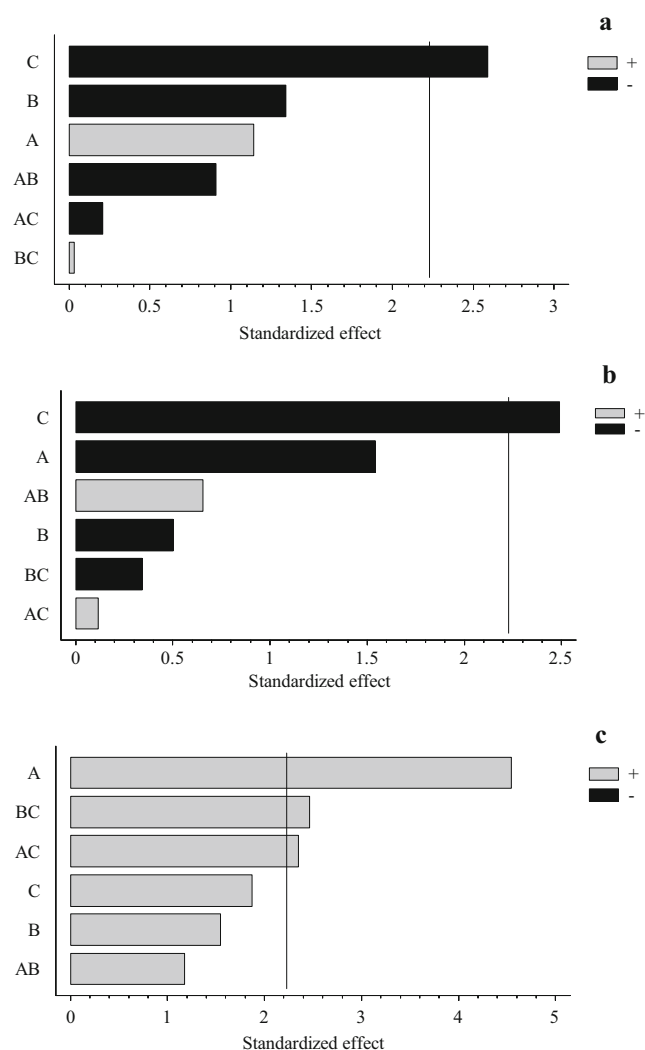 a
C
+
-
B
A
AB
AC
BC
0 0.5 1 1.5 2 2.5 3
Standardized effect
b
C
+
-
A
AB
B
BC
AC
0 0.5 1 1.5 2 2.5
Standardized effect
c
A
+
-
BC
AC
C
B
AB
0 1 2 3 4 5
Standardized effect